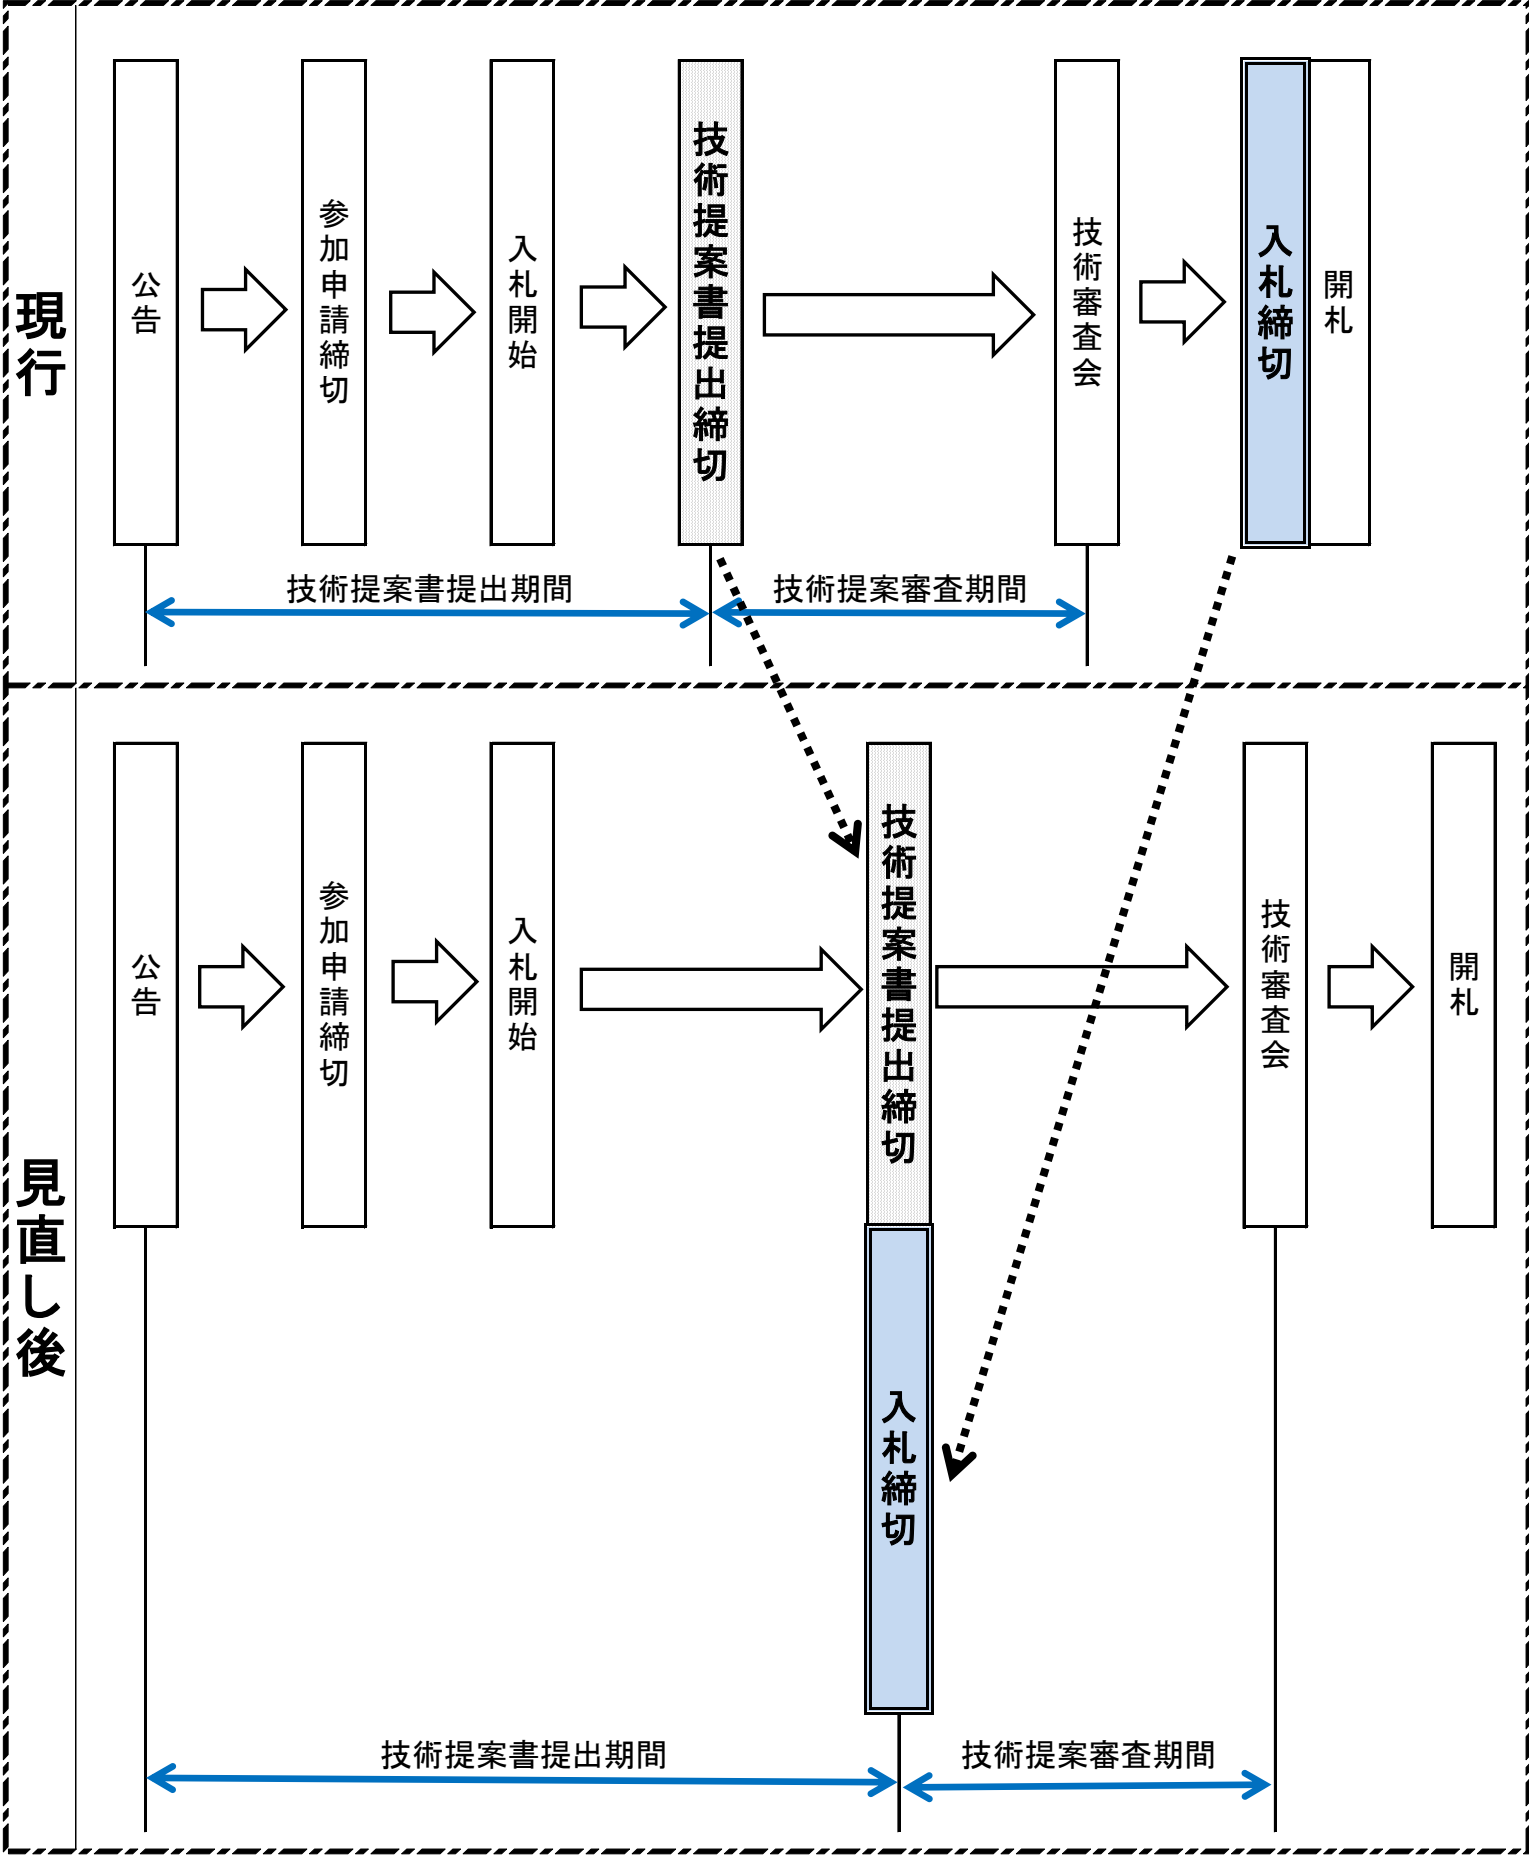 現行
公告
参加申請締切
入札開始
技術提案書提出締切
技術審査会
入札締切
開札
技術提案書提出期間
技術提案審査期間
見直し後
公告
参加申請締切
入札開始
技術提案書提出締切
入札締切
技術審査会
開札
技術提案書提出期間
技術提案審査期間